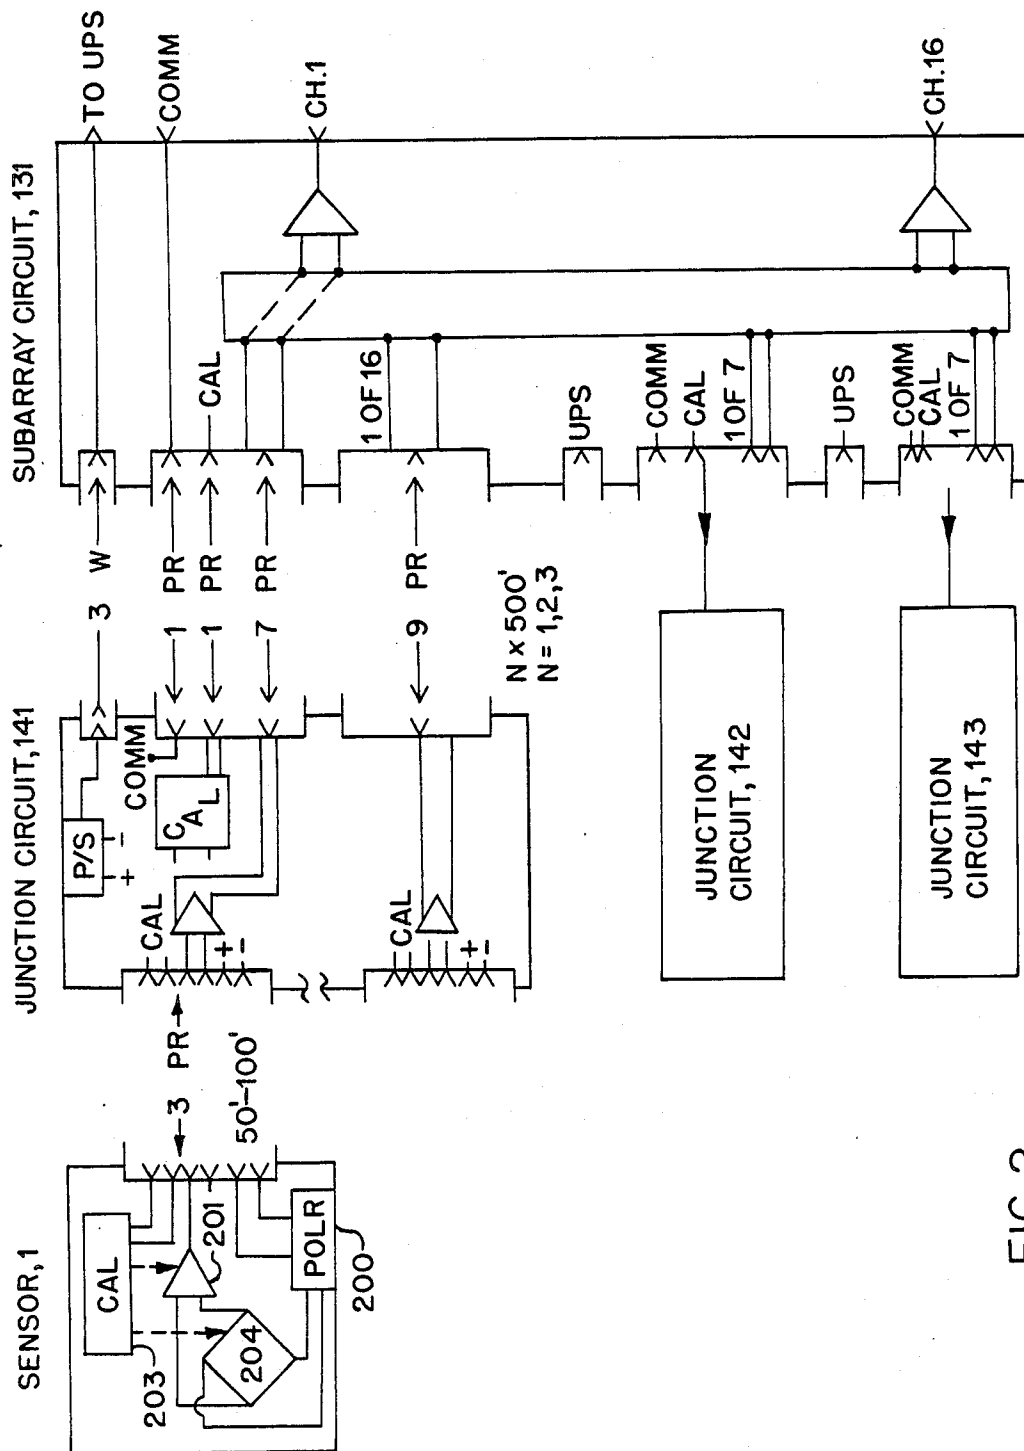 SENSOR,1
CAL
203
201
204
POLR
200
3 PR
50'-100'
JUNCTION CIRCUIT,141
P/S
+ -
COMM
CAL
CAL
+ -
CAL
+ -
3 W
1 PR
1 PR
7 PR
9 PR
N x 500'
N = 1,2,3
JUNCTION
CIRCUIT, 142
JUNCTION
CIRCUIT, 143
SUBARRAY CIRCUIT, 131
TO UPS
COMM
CAL
CH.1
1 OF 16
UPS
COMM
CAL
1 OF 7
UPS
COMM
CAL
1 OF 7
CH.16